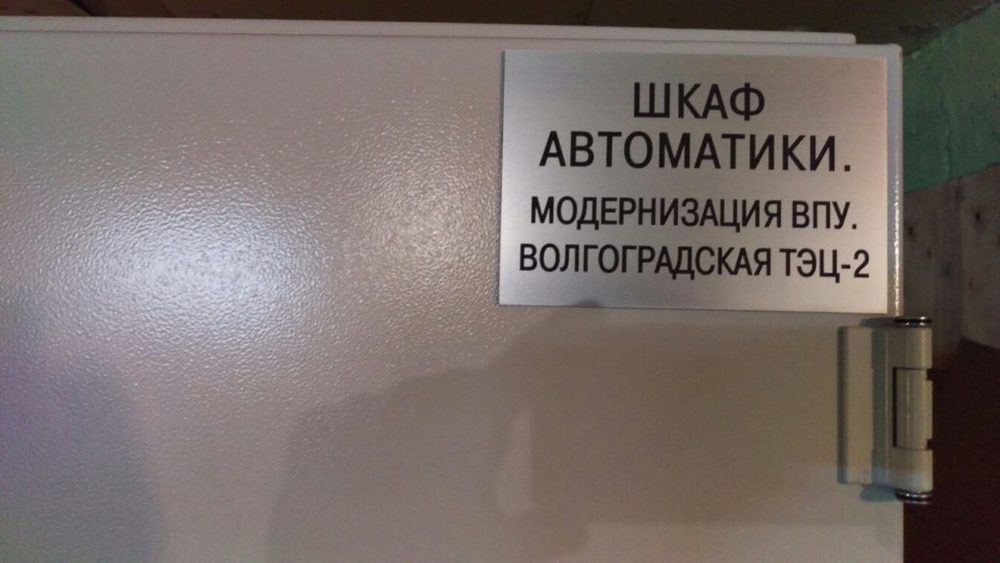 ШКАФ
АВТОМАТИКИ.
МОДЕРНИЗАЦИЯ ВПУ.
ВОЛГОГРАДСКАЯ ТЭЦ-2